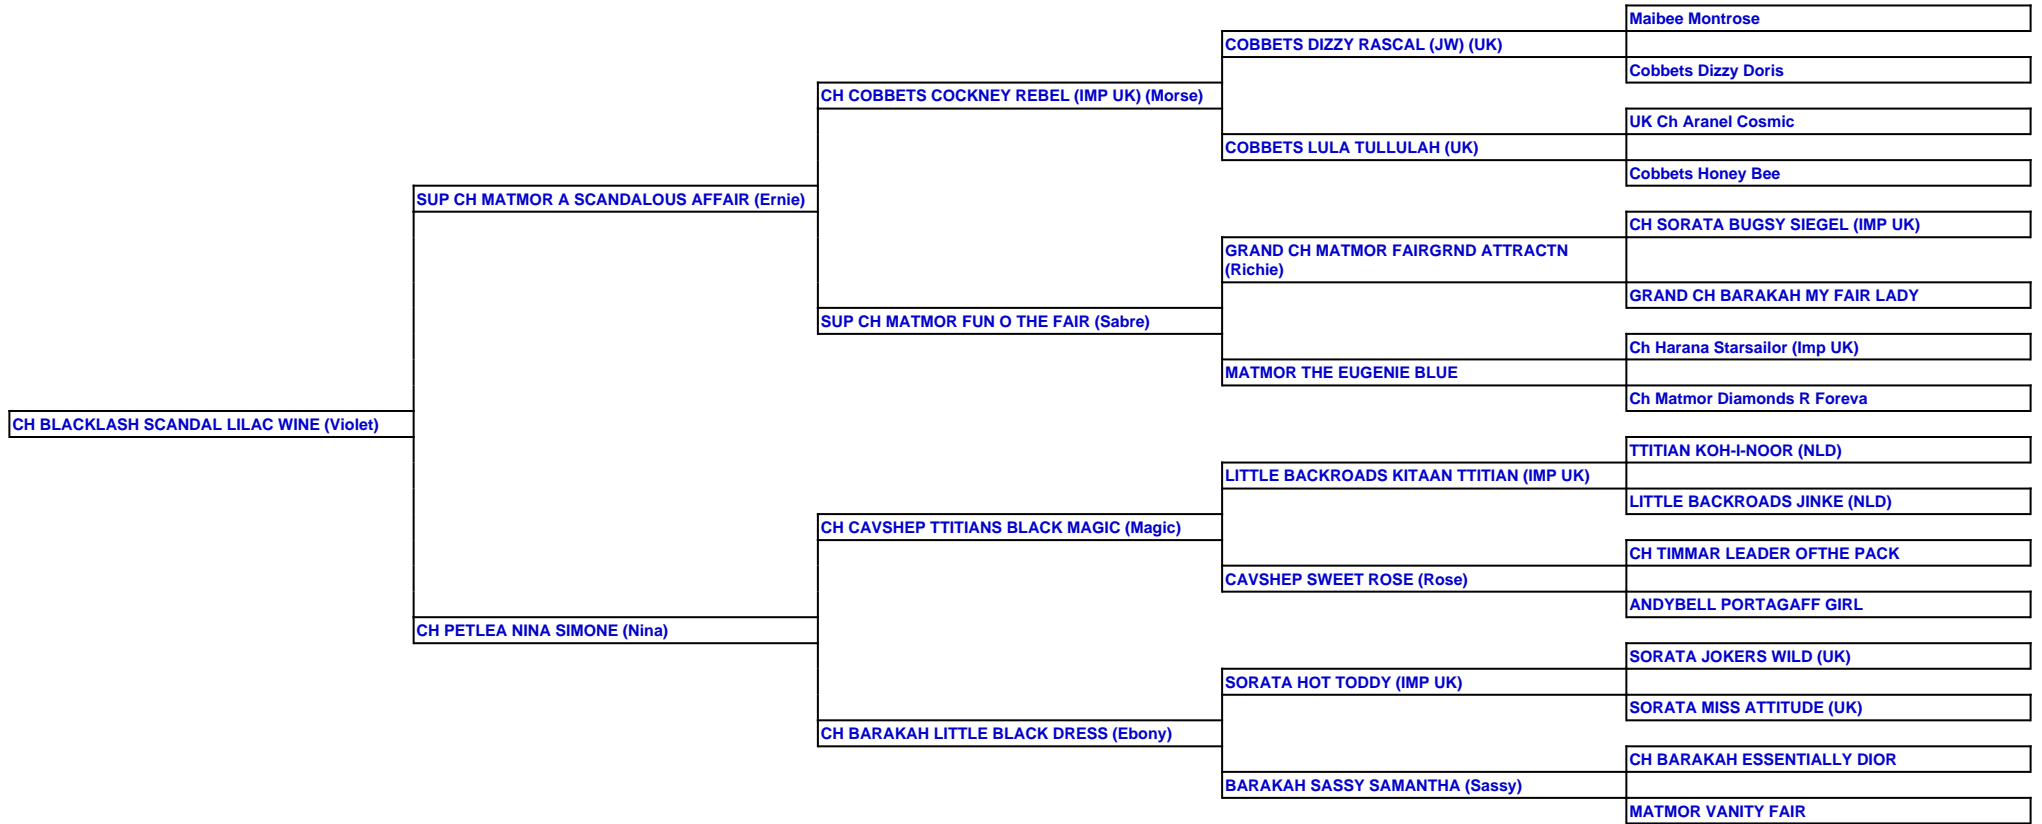 Maibee Montrose
COBBETS DIZZY RASCAL (JW) (UK)
Cobbets Dizzy Doris
CH COBBETS COCKNEY REBEL (IMP UK) (Morse)
UK Ch Aranel Cosmic
COBBETS LULA TULLULAH (UK)
Cobbets Honey Bee
SUP CH MATMOR A SCANDALOUS AFFAIR (Ernie)
CH SORATA BUGSY SIEGEL (IMP UK)
GRAND CH MATMOR FAIRGRND ATTRACTN
(Richie)
GRAND CH BARAKAH MY FAIR LADY
SUP CH MATMOR FUN O THE FAIR (Sabre)
Ch Harana Starsailor (Imp UK)
MATMOR THE EUGENIE BLUE
Ch Matmor Diamonds R Foreva
CH BLACKLASH SCANDAL LILAC WINE (Violet)
TTITIAN KOH-I-NOOR (NLD)
LITTLE BACKROADS KITAAN TTITIAN (IMP UK)
LITTLE BACKROADS JINKE (NLD)
CH CAVSHEP TTITIANS BLACK MAGIC (Magic)
CH TIMMAR LEADER OFTHE PACK
CAVSHEP SWEET ROSE (Rose)
ANDYBELL PORTAGAFF GIRL
CH PETLEA NINA SIMONE (Nina)
SORATA JOKERS WILD (UK)
SORATA HOT TODDY (IMP UK)
SORATA MISS ATTITUDE (UK)
CH BARAKAH LITTLE BLACK DRESS (Ebony)
CH BARAKAH ESSENTIALLY DIOR
BARAKAH SASSY SAMANTHA (Sassy)
MATMOR VANITY FAIR